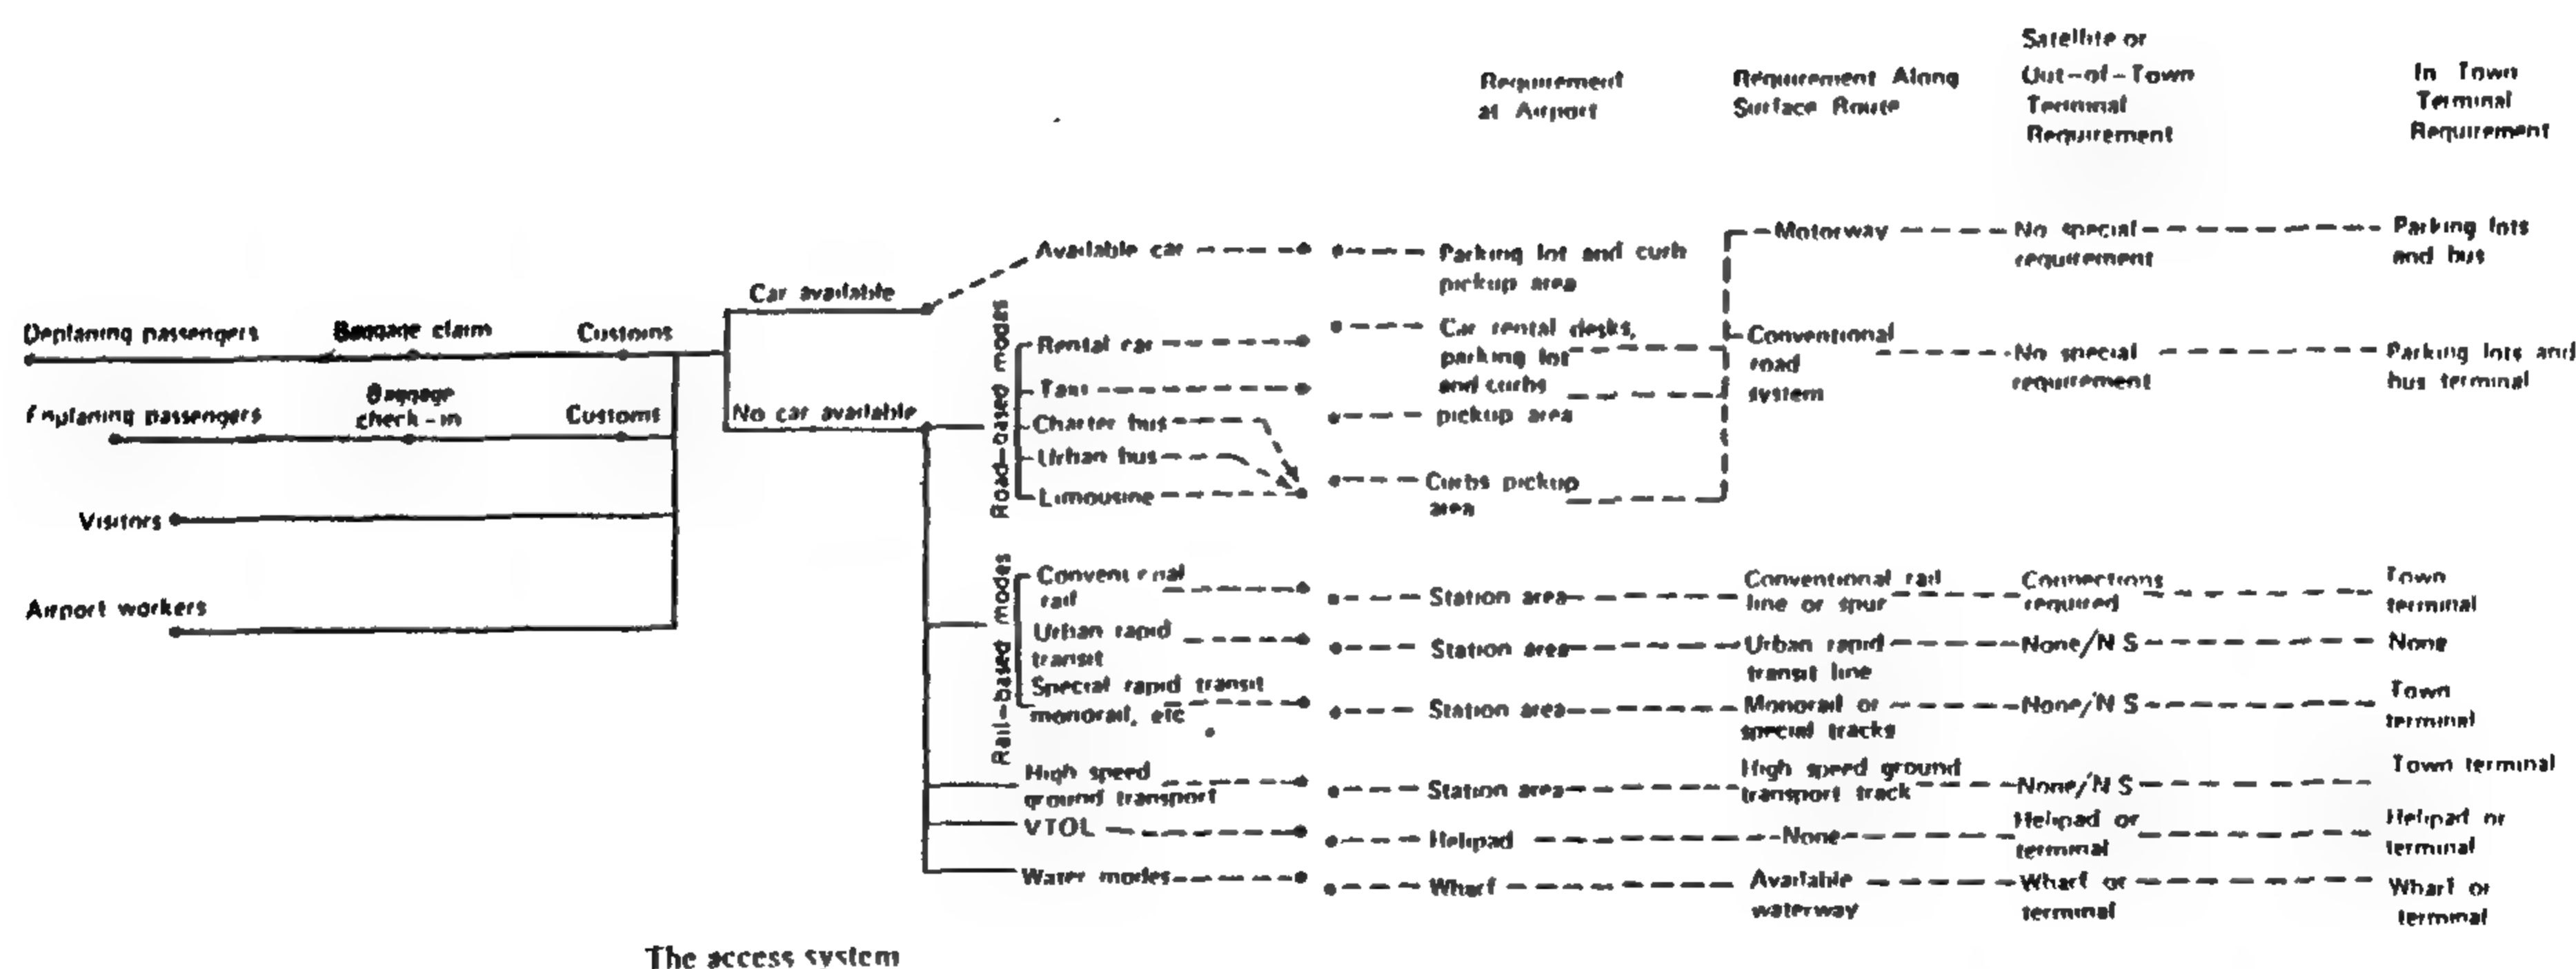 Requirement
at Airport
Requirement Along
Surface Route
Satellite or
Out-of-Town
Terminal
Requirement
In Town
Terminal
Requirement
Deplaning passengers
Baggage claim
Customs
Enplaning passengers
Baggage
check-in
Customs
Visitors
Airport workers
Car available
No car available
Road-based modes
Rail-based modes
Available car
Rental car
Taxi
Charter bus
Urban bus
Limousine
Conventional
rail
Urban rapid
transit
Special rapid transit
monorail, etc
High speed
ground transport
VTOL
Water modes
Parking lot and curb
pickup area
Car rental desks,
parking lot
and curbs
pickup area
Curbs pickup
area
Station area
Station area
Station area
Station area
Helipad
Wharf
Motorway
Conventional
road
system
Conventional rail
line or spur
Urban rapid
transit line
Monorail or
special tracks
High speed ground
transport track
None
Available
waterway
No special
requirement
No special
requirement
Connections
required
None/N S
None/N S
None/N S
Helipad or
terminal
Wharf or
terminal
Parking lots
and bus
Parking lots and
bus terminal
Town
terminal
None
Town
terminal
Town terminal
Helipad or
terminal
Wharf or
terminal
The access system